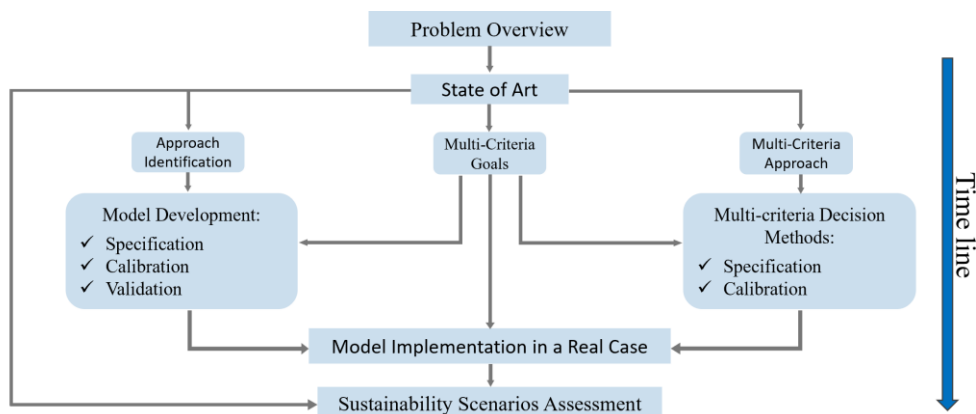 Problem Overview
State of Art
Approach
Identification
Multi-Criteria
Goals
Multi-Criteria
Approach
Model Development:
✓ Specification
✓ Calibration
✓ Validation
Multi-criteria Decision
Methods:
✓ Specification
✓ Calibration
Model Implementation in a Real Case
Sustainability Scenarios Assessment
Time line